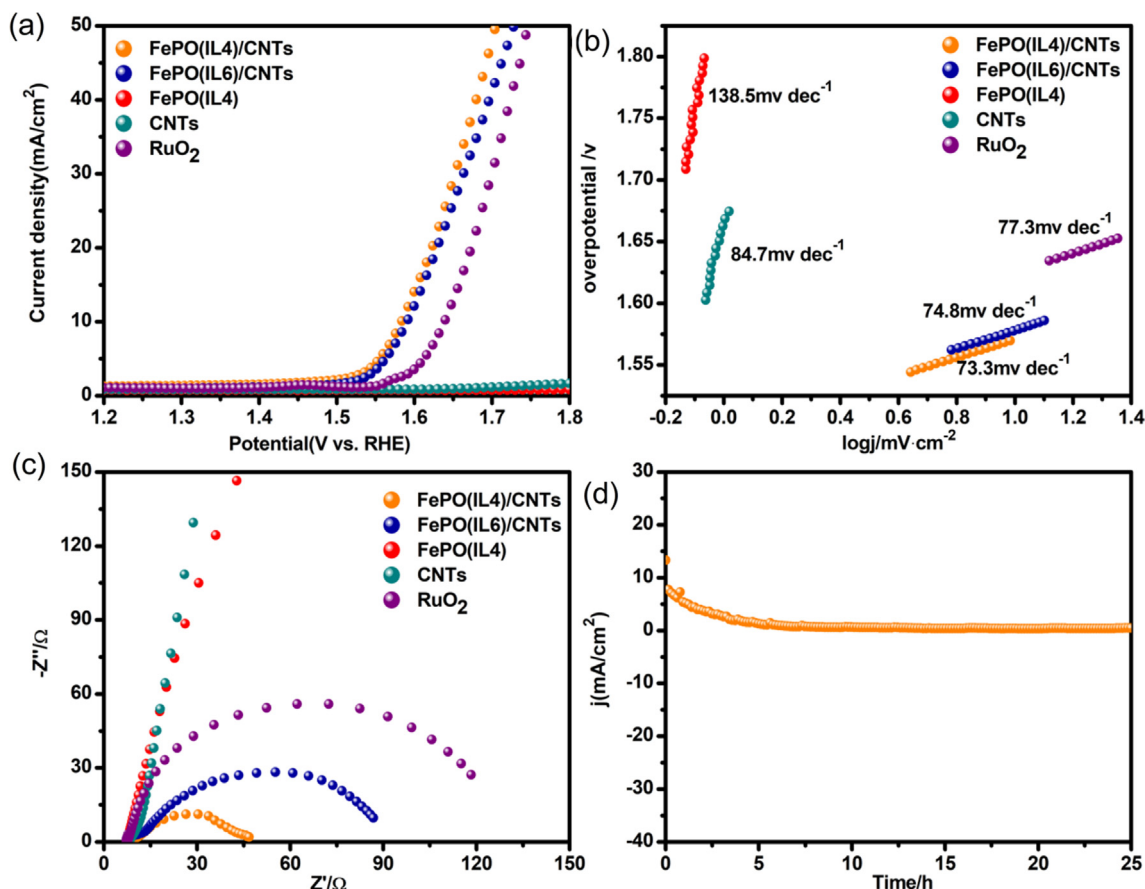 (a)
FePO(IL4)/CNTs
FePO(IL6)/CNTs
FePO(IL4)
CNTs
RuO2
Current density(mA/cm2)
50
40
30
20
10
0
1.2 1.3 1.4 1.5 1.6 1.7 1.8
Potential(V vs. RHE)
(b)
FePO(IL4)/CNTs
FePO(IL6)/CNTs
FePO(IL4)
CNTs
RuO2
138.5mv dec-1
84.7mv dec-1
77.3mv dec-1
74.8mv dec-1
73.3mv dec-1
overpotential /v
1.80
1.75
1.70
1.65
1.60
1.55
-0.2 0.0 0.2 0.4 0.6 0.8 1.0 1.2 1.4
logj/mV·cm-2
(c)
FePO(IL4)/CNTs
FePO(IL6)/CNTs
FePO(IL4)
CNTs
RuO2
-Z''/Ω
150
120
90
60
30
0
0 30 60 90 120 150
Z'/Ω
(d)
j(mA/cm2)
30
20
10
0
-10
-20
-30
-40
0 5 10 15 20 25
Time/h